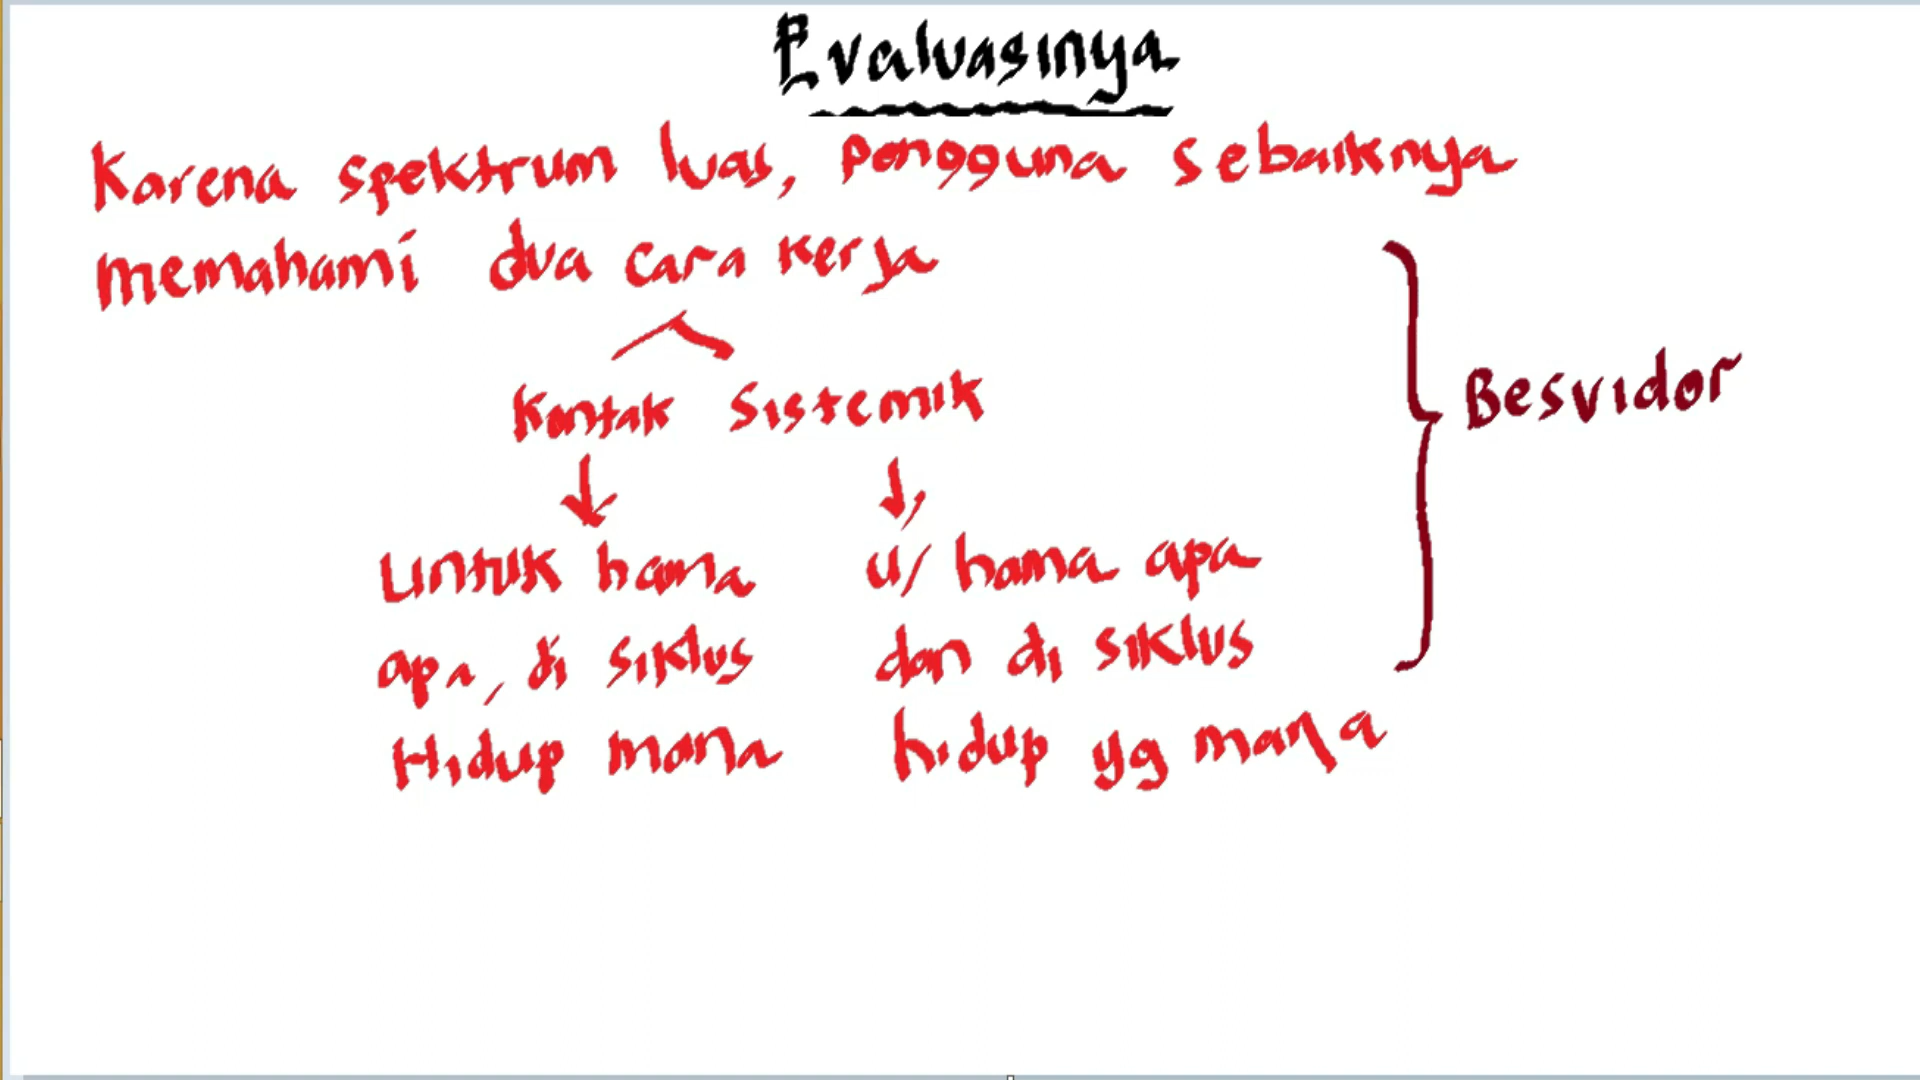 Evaluasinya
Karena spektrum luas, pengguna sebaiknya
memahami dua cara kerja
Kontak Sistemik
Untuk hama u/ hama apa
apa, di siklus dan di siklus
Hidup mana hidup yg mana
Besvidor